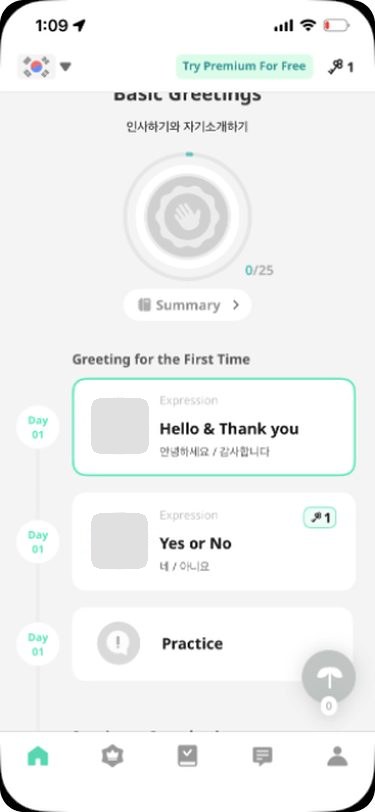 1:09
Try Premium For Free
1
Basic Greetings
인사하기와 자기소개하기
0/25
Summary
Greeting for the First Time
Day
01
Expression
Hello & Thank you
안녕하세요 / 감사합니다
Day
01
Expression
1
Yes or No
네 / 아니요
Day
01
Practice
0